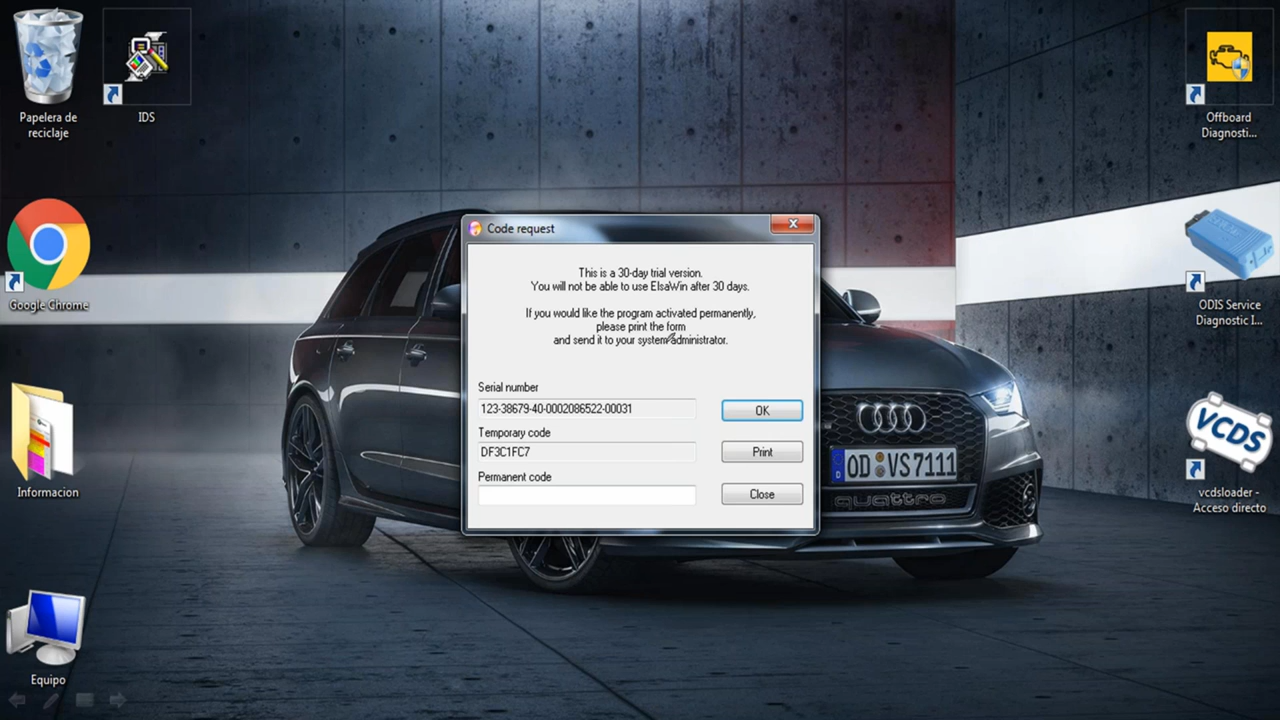 Papelera de
reciclaje
IDS
Google Chrome
Informacion
Equipo
Code request
This is a 30-day trial version.
You will not be able to use ElsaWin after 30 days.
If you would like the program activated permanently,
please print the form
and send it to your system administrator.
Serial number
123-38679-40-0002086522-00031
OK
Temporary code
DF3C1FC7
Print
Permanent code
Close
OD VS7111
quattro
Offboard
Diagnosti...
ODIS Service
Diagnostic I...
VCDS
vcdsloader -
Acceso directo